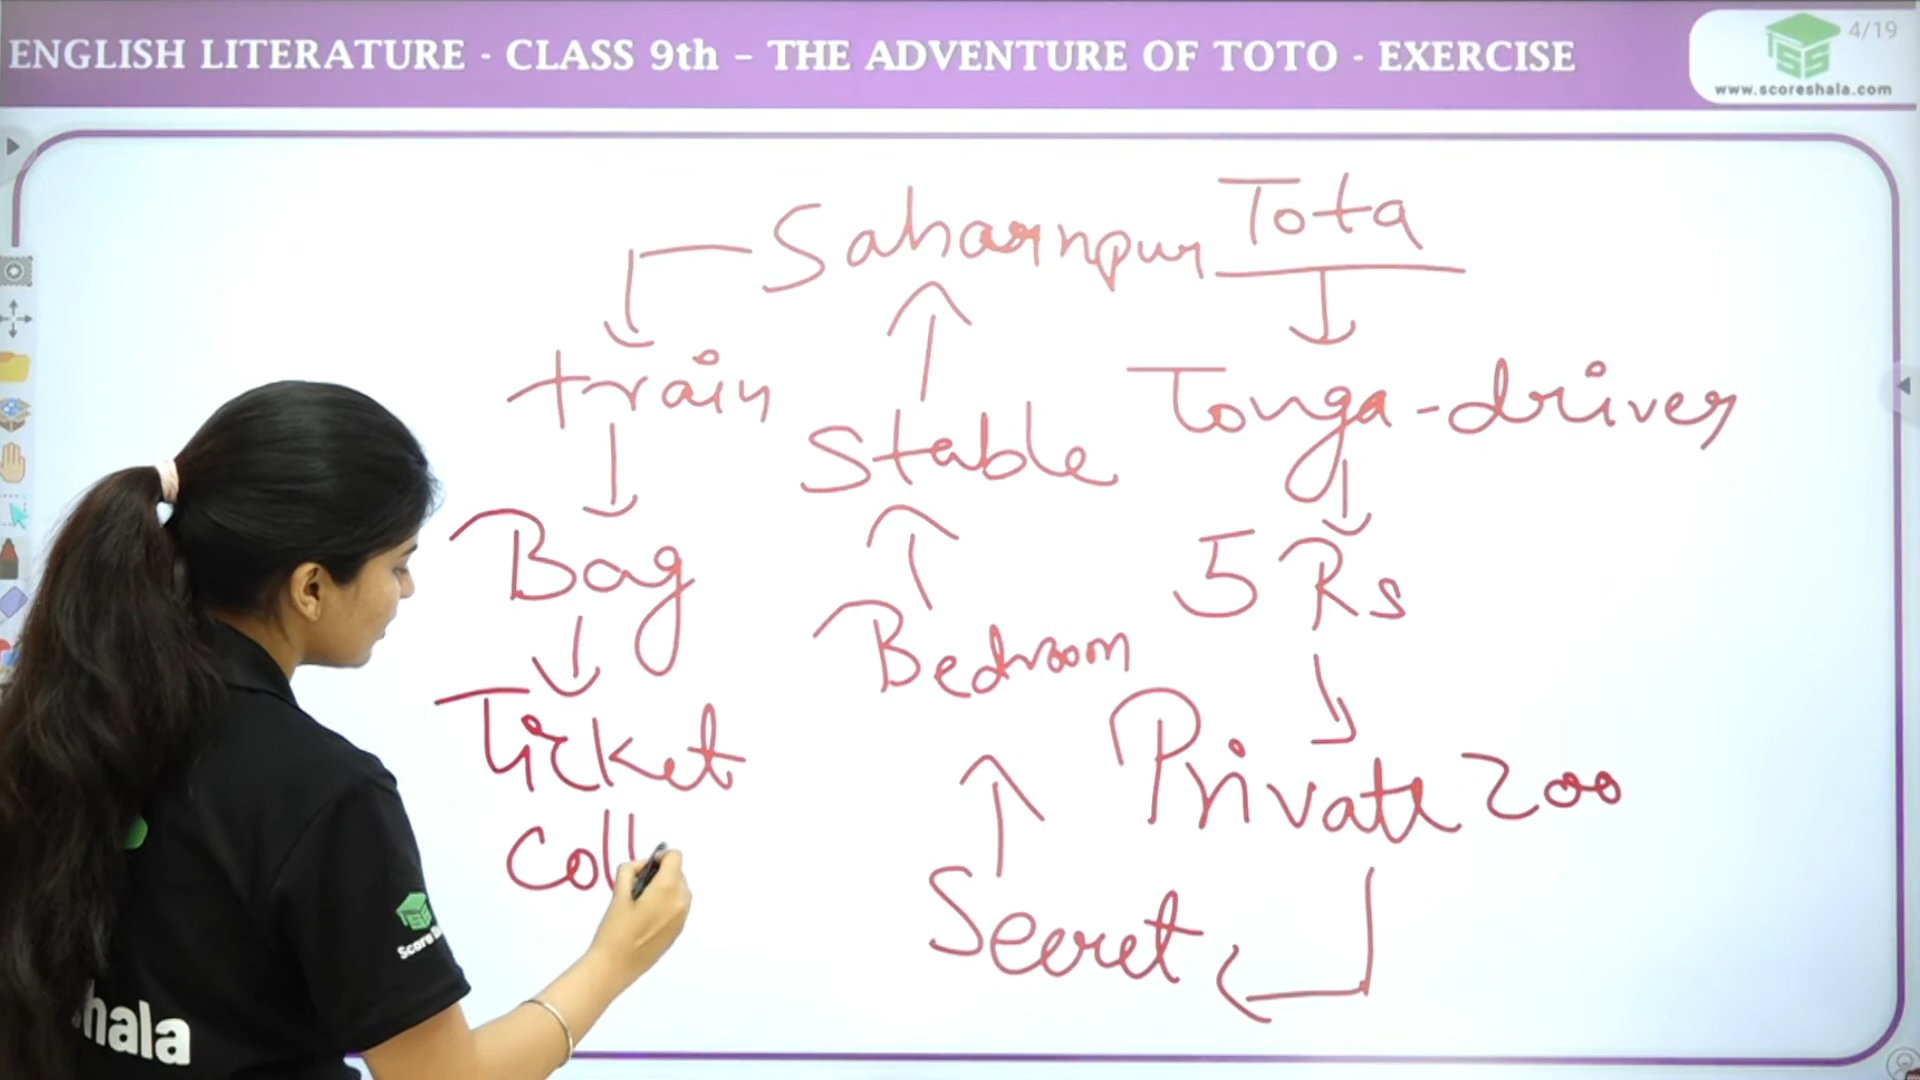 ENGLISH LITERATURE - CLASS 9th – THE ADVENTURE OF TOTO - EXERCISE
4/19
www.scoreshala.com
Saharnpur
Tota
train
Tonga-driver
Stable
Bag
5 Rs
Bedroom
Ticket
Private Zoo
Coll
Secret
Score
hala